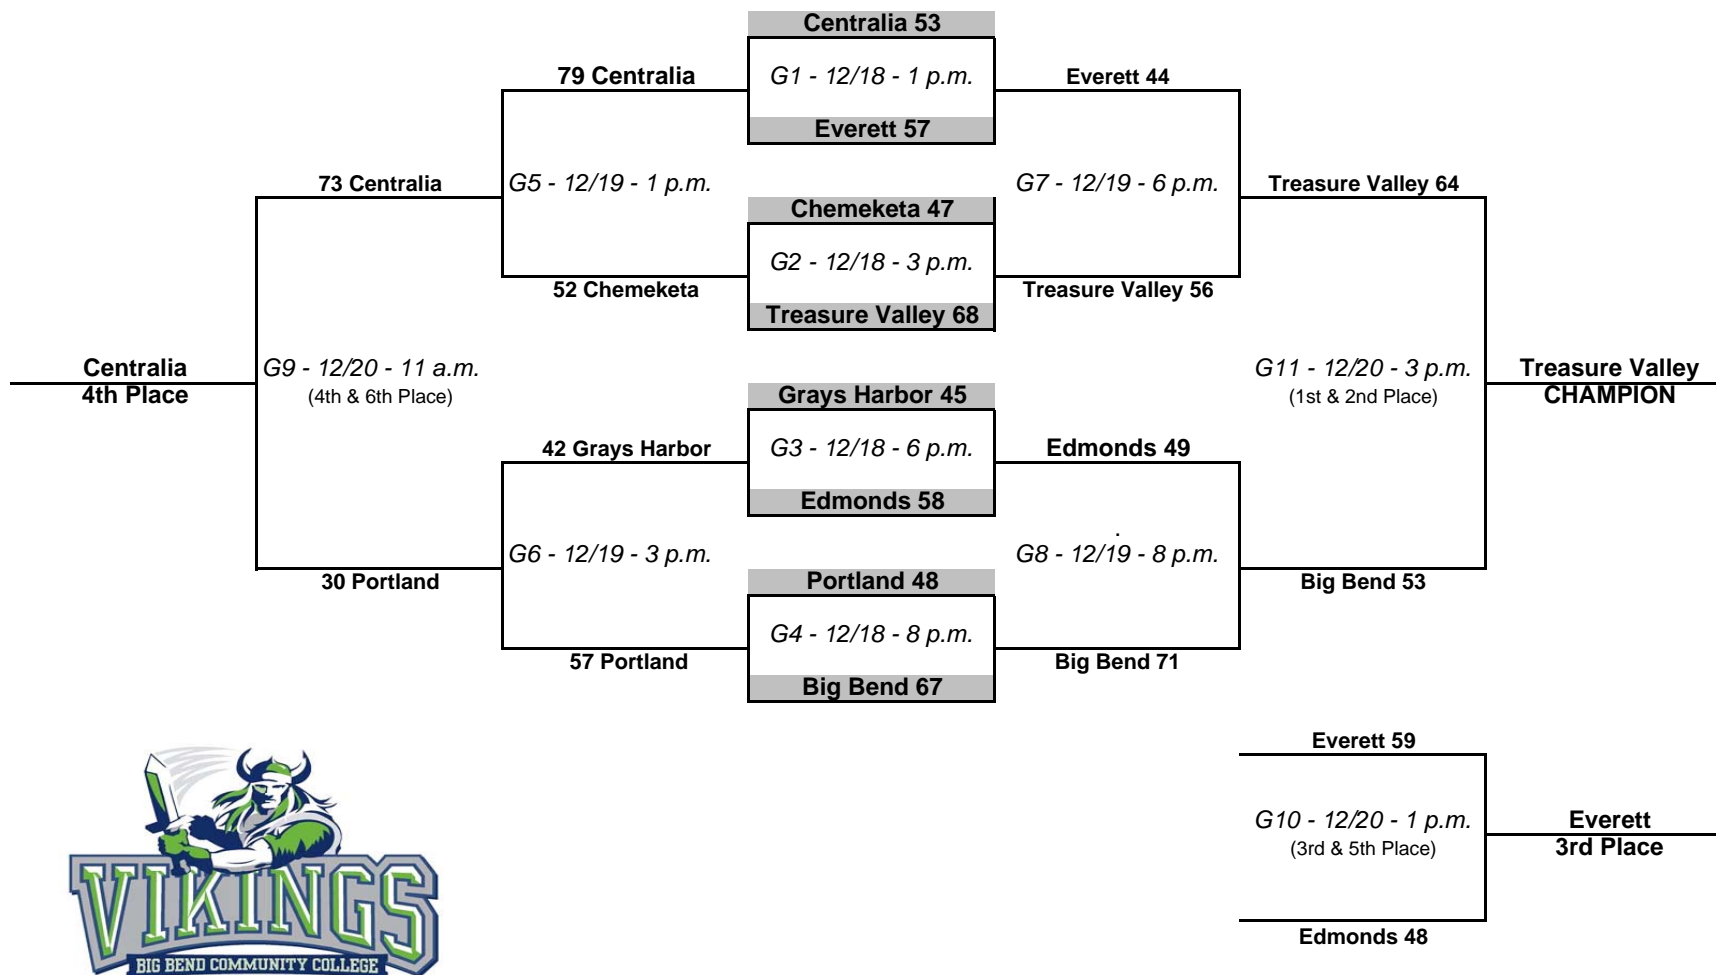 Centralia 53
79 Centralia
G1 - 12/18 - 1 p.m.
Everett 44
Everett 57
73 Centralia
G5 - 12/19 - 1 p.m.
G7 - 12/19 - 6 p.m.
Treasure Valley 64
Chemeketa 47
G2 - 12/18 - 3 p.m.
52 Chemeketa
Treasure Valley 56
Treasure Valley 68
Centralia
4th Place
G9 - 12/20 - 11 a.m.
(4th & 6th Place)
G11 - 12/20 - 3 p.m.
(1st & 2nd Place)
Treasure Valley
CHAMPION
Grays Harbor 45
42 Grays Harbor
G3 - 12/18 - 6 p.m.
Edmonds 49
Edmonds 58
.
G6 - 12/19 - 3 p.m.
G8 - 12/19 - 8 p.m.
30 Portland
Portland 48
Big Bend 53
G4 - 12/18 - 8 p.m.
57 Portland
Big Bend 71
Big Bend 67
Everett 59
G10 - 12/20 - 1 p.m.
(3rd & 5th Place)
Everett
3rd Place
Edmonds 48
VIKINGS
BIG BEND COMMUNITY COLLEGE